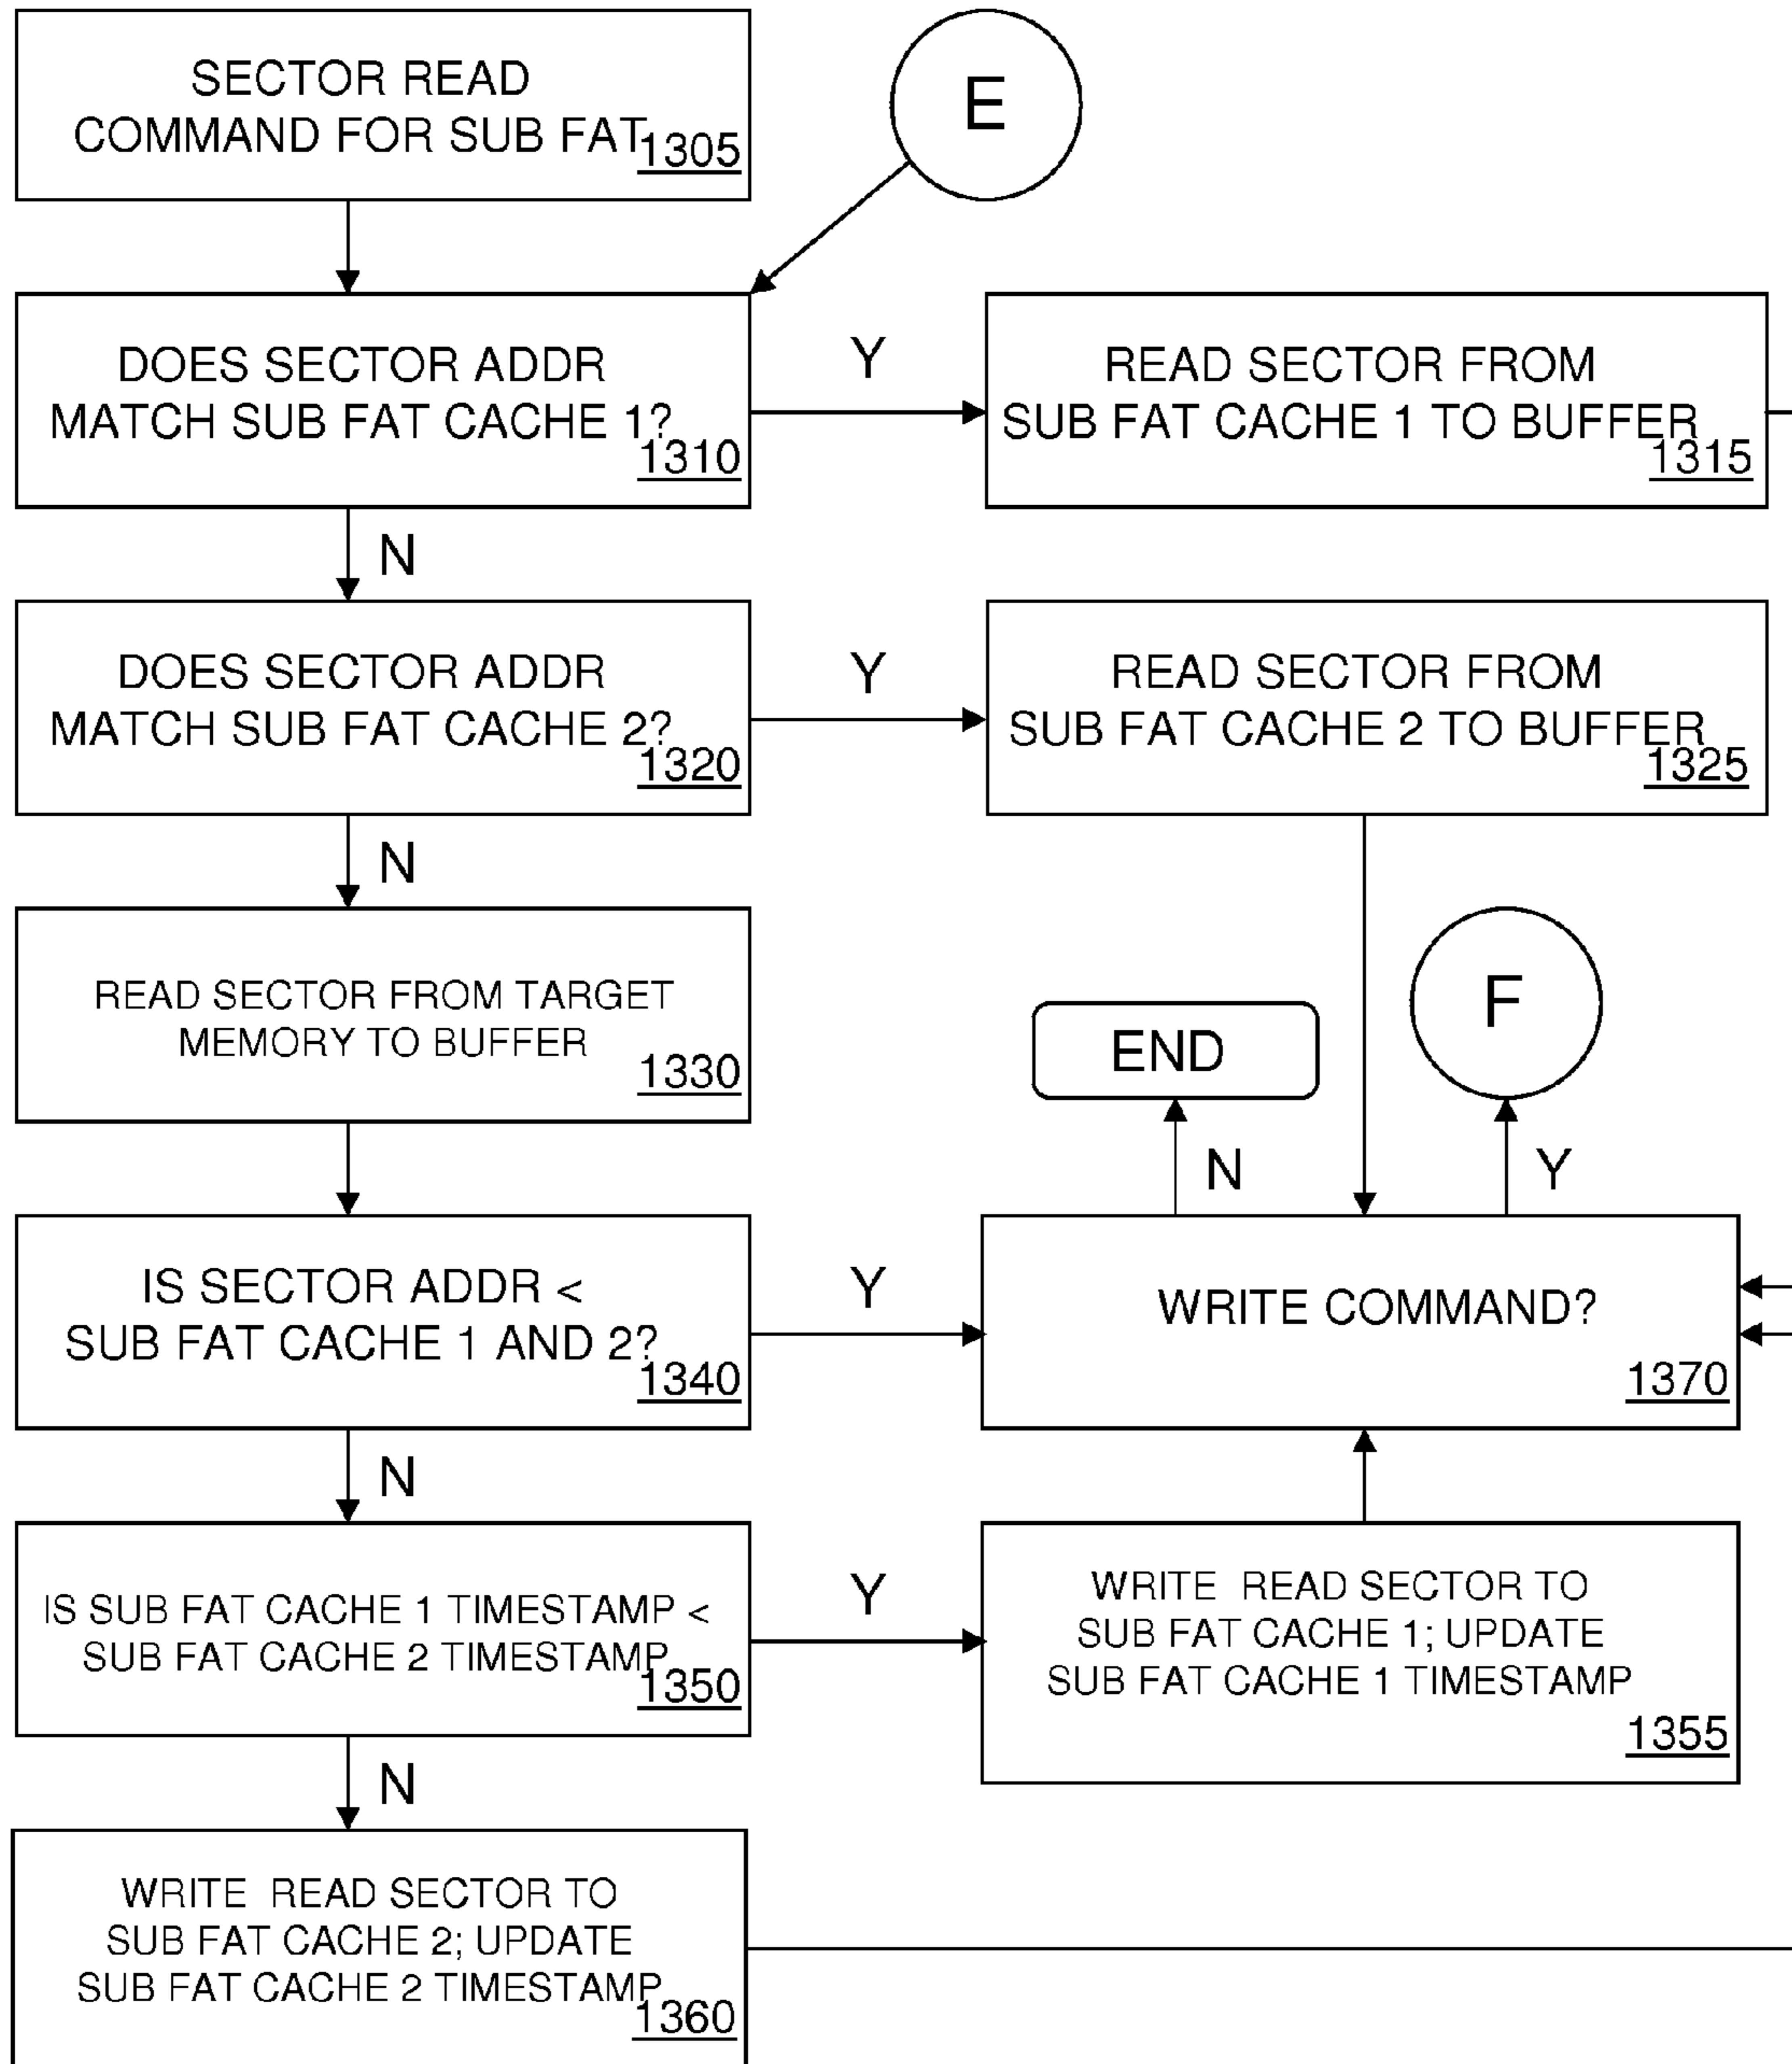 SECTOR READ
COMMAND FOR SUB FAT
1305
E
DOES SECTOR ADDR
MATCH SUB FAT CACHE 1?
1310
Y
READ SECTOR FROM
SUB FAT CACHE 1 TO BUFFER
1315
N
DOES SECTOR ADDR
MATCH SUB FAT CACHE 2?
1320
Y
READ SECTOR FROM
SUB FAT CACHE 2 TO BUFFER
1325
N
READ SECTOR FROM TARGET
MEMORY TO BUFFER
1330
END
F
N
Y
IS SECTOR ADDR <
SUB FAT CACHE 1 AND 2?
1340
Y
WRITE COMMAND?
1370
N
IS SUB FAT CACHE 1 TIMESTAMP <
SUB FAT CACHE 2 TIMESTAMP
1350
Y
WRITE READ SECTOR TO
SUB FAT CACHE 1; UPDATE
SUB FAT CACHE 1 TIMESTAMP
1355
N
WRITE READ SECTOR TO
SUB FAT CACHE 2; UPDATE
SUB FAT CACHE 2 TIMESTAMP
1360